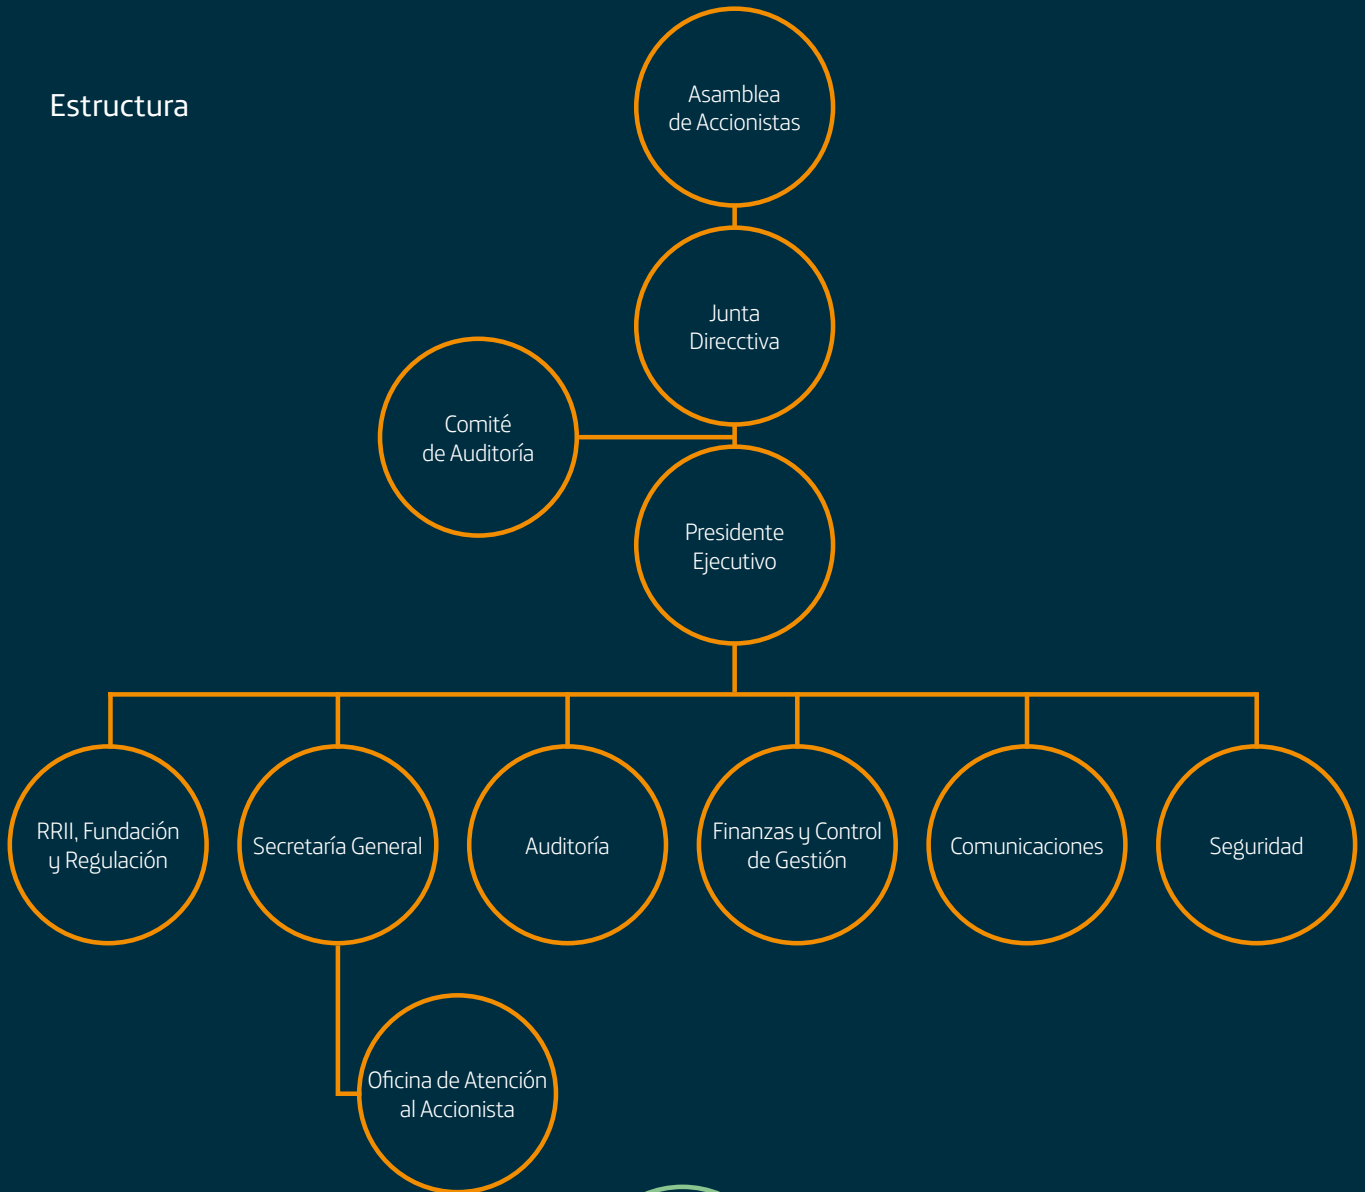 Estructura
Asamblea
de Accionistas
Junta
Direcctiva
Comité
de Auditoría
Presidente
Ejecutivo
RRII, Fundación
y Regulación
Secretaría General
Auditoría
Finanzas y Control
de Gestión
Comunicaciones
Seguridad
Oficina de Atención
al Accionista